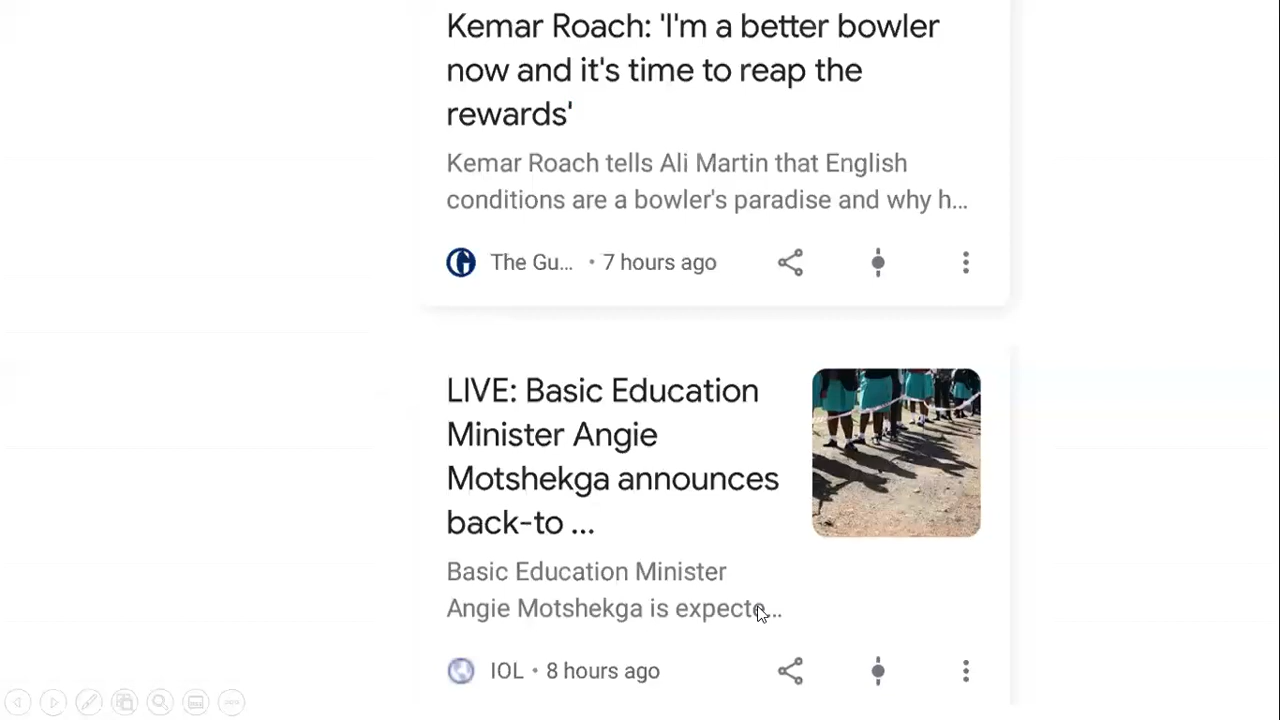 Kemar Roach: 'I'm a better bowler
now and it's time to reap the
rewards'
Kemar Roach tells Ali Martin that English
conditions are a bowler's paradise and why h...
The Gu... • 7 hours ago
LIVE: Basic Education
Minister Angie
Motshekga announces
back-to ...
Basic Education Minister
Angie Motshekga is expecte...
IOL • 8 hours ago